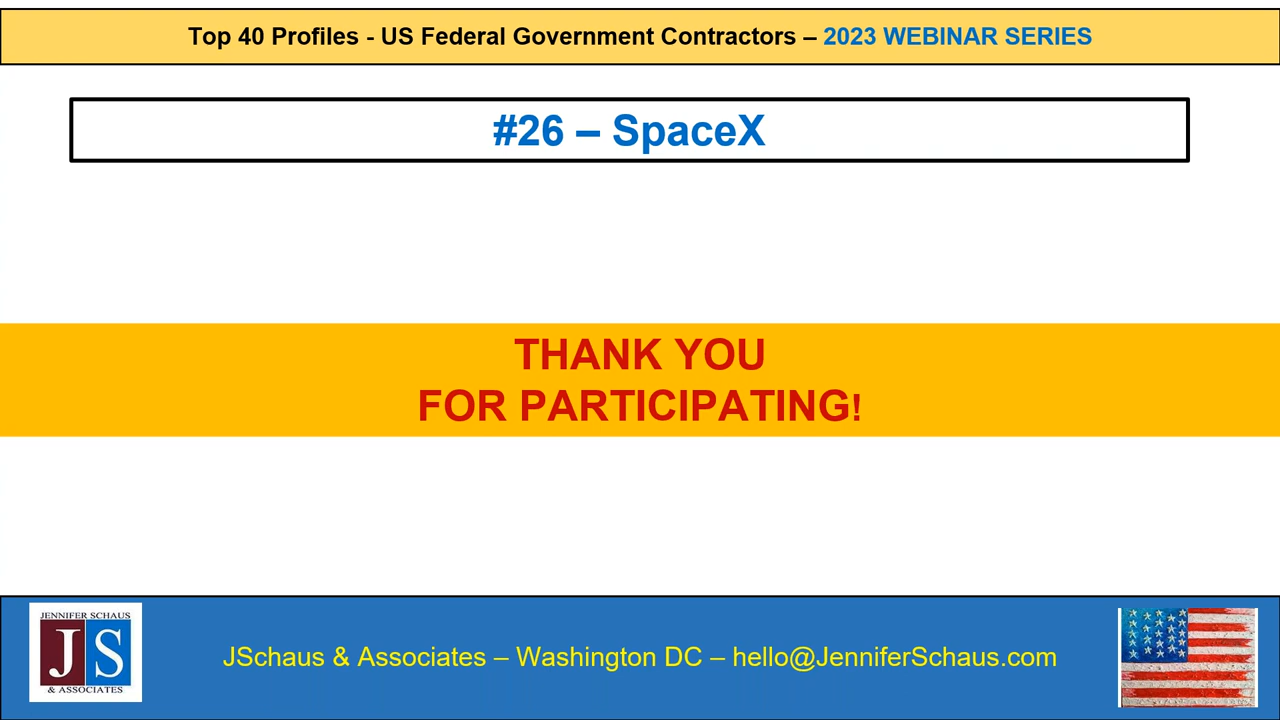 Top 40 Profiles - US Federal Government Contractors – 2023 WEBINAR SERIES
#26 – SpaceX
THANK YOU
FOR PARTICIPATING!
JENNIFER SCHAUS
JS
& ASSOCIATES
JSchaus & Associates – Washington DC – hello@JenniferSchaus.com